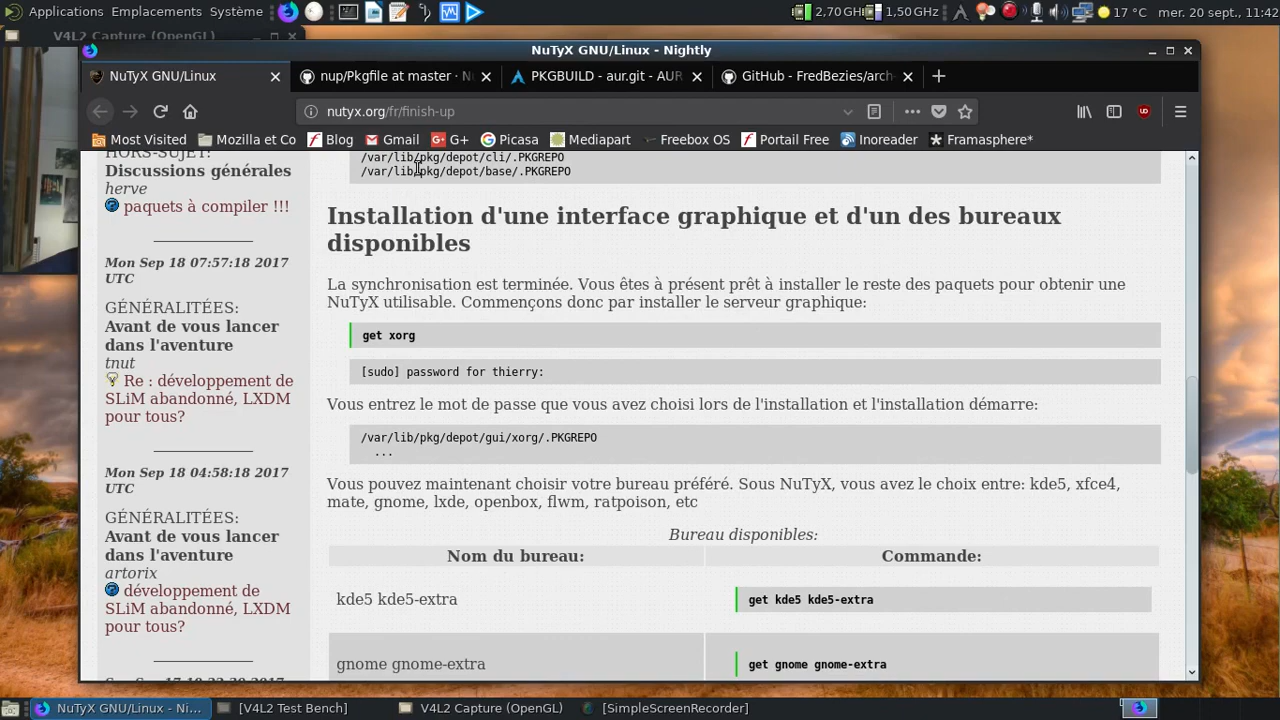 Applications Emplacements Système
2,70 GHz 1,50 GHz 17 °C mer. 20 sept., 11:42
V4L2 Capture (OpenGL)
NuTyX GNU/Linux - Nightly
NuTyX GNU/Linux
nup/Pkgfile at master ·
PKGBUILD - aur.git - AUR
GitHub - FredBezies/arch-
nutyx.org/fr/finish-up
Most Visited Mozilla et Co Blog Gmail G+ Picasa Mediapart Freebox OS Portail Free Inoreader Framasphere*
HORS-SUJET:
Discussions générales
herve
paquets à compiler !!!
Mon Sep 18 07:57:18 2017
UTC
GÉNÉRALITÉES:
Avant de vous lancer
dans l'aventure
tnut
Re : développement de
SLiM abandonné, LXDM
pour tous?
Mon Sep 18 04:58:18 2017
UTC
GÉNÉRALITÉES:
Avant de vous lancer
dans l'aventure
artorix
développement de
SLiM abandonné, LXDM
pour tous?
/var/lib/pkg/depot/cli/.PKGREPO
/var/lib/pkg/depot/base/.PKGREPO
Installation d'une interface graphique et d'un des bureaux
disponibles
La synchronisation est terminée. Vous êtes à présent prêt à installer le reste des paquets pour obtenir une
NuTyX utilisable. Commençons donc par installer le serveur graphique:
get xorg
[sudo] password for thierry:
Vous entrez le mot de passe que vous avez choisi lors de l'installation et l'installation démarre:
/var/lib/pkg/depot/gui/xorg/.PKGREPO
...
Vous pouvez maintenant choisir votre bureau préféré. Sous NuTyX, vous avez le choix entre: kde5, xfce4,
mate, gnome, lxde, openbox, flwm, ratpoison, etc
Bureau disponibles:
Nom du bureau: Commande:
kde5 kde5-extra get kde5 kde5-extra
gnome gnome-extra get gnome gnome-extra
NuTyX GNU/Linux - Ni...
[V4L2 Test Bench]
V4L2 Capture (OpenGL)
[SimpleScreenRecorder]